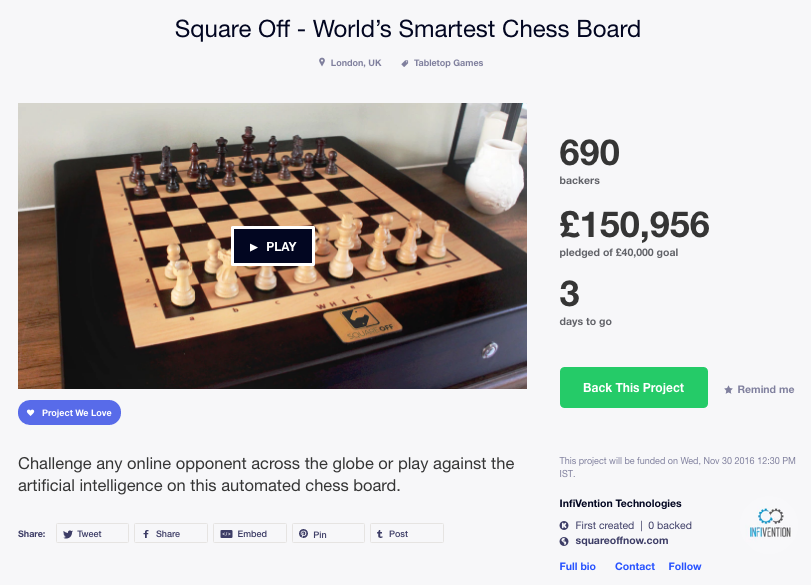 Square Off - World's Smartest Chess Board
London, UK
Tabletop Games
PLAY
WHITE
SQUARE OFF
Project We Love
Challenge any online opponent across the globe or play against the
artificial intelligence on this automated chess board.
Share:
Tweet
Share
Embed
Pin
Post
690
backers
£150,956
pledged of £40,000 goal
3
days to go
Back This Project
Remind me
This project will be funded on Wed, Nov 30 2016 12:30 PM
IST.
InfiVention Technologies
First created | 0 backed
squareoffnow.com
INFIVENTION
Full bio
Contact
Follow